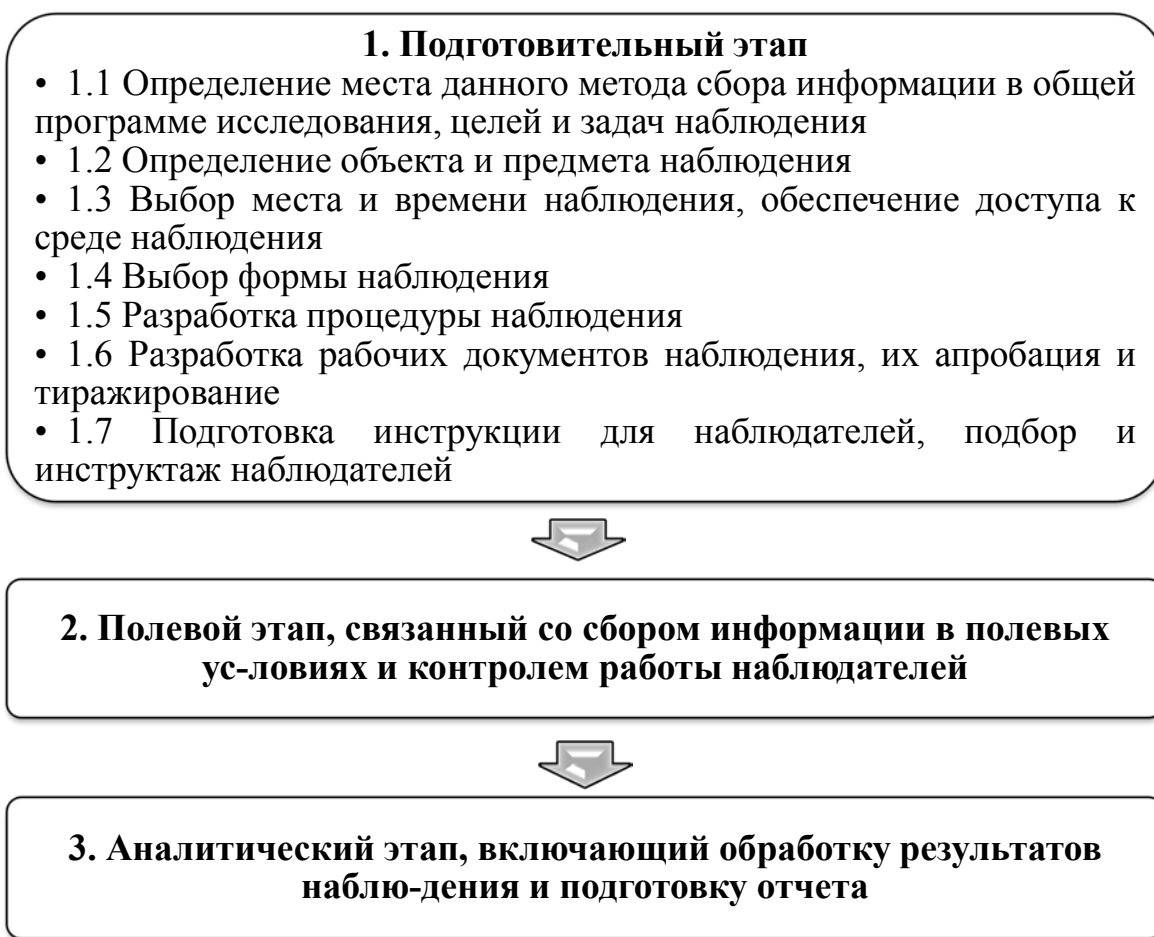 1. Подготовительный этап
• 1.1 Определение места данного метода сбора информации в общей
программе исследования, целей и задач наблюдения
• 1.2 Определение объекта и предмета наблюдения
• 1.3 Выбор места и времени наблюдения, обеспечение доступа к
среде наблюдения
• 1.4 Выбор формы наблюдения
• 1.5 Разработка процедуры наблюдения
• 1.6 Разработка рабочих документов наблюдения, их апробация и
тиражирование
• 1.7 Подготовка инструкции для наблюдателей, подбор и
инструктаж наблюдателей
2. Полевой этап, связанный со сбором информации в полевых
ус-ловиях и контролем работы наблюдателей
3. Аналитический этап, включающий обработку результатов
наблю-дения и подготовку отчета